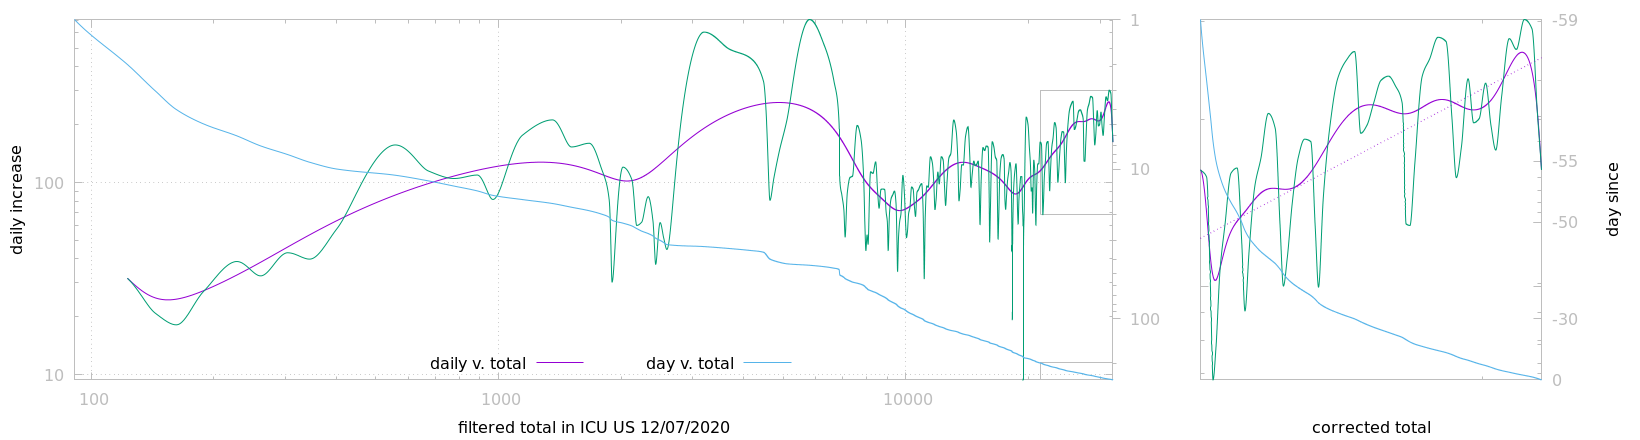 daily increase
100
10
100
1000
10000
filtered total in ICU US 12/07/2020
daily v. total
day v. total
1
10
100
-59
-55
-50
-30
0
day since
corrected total